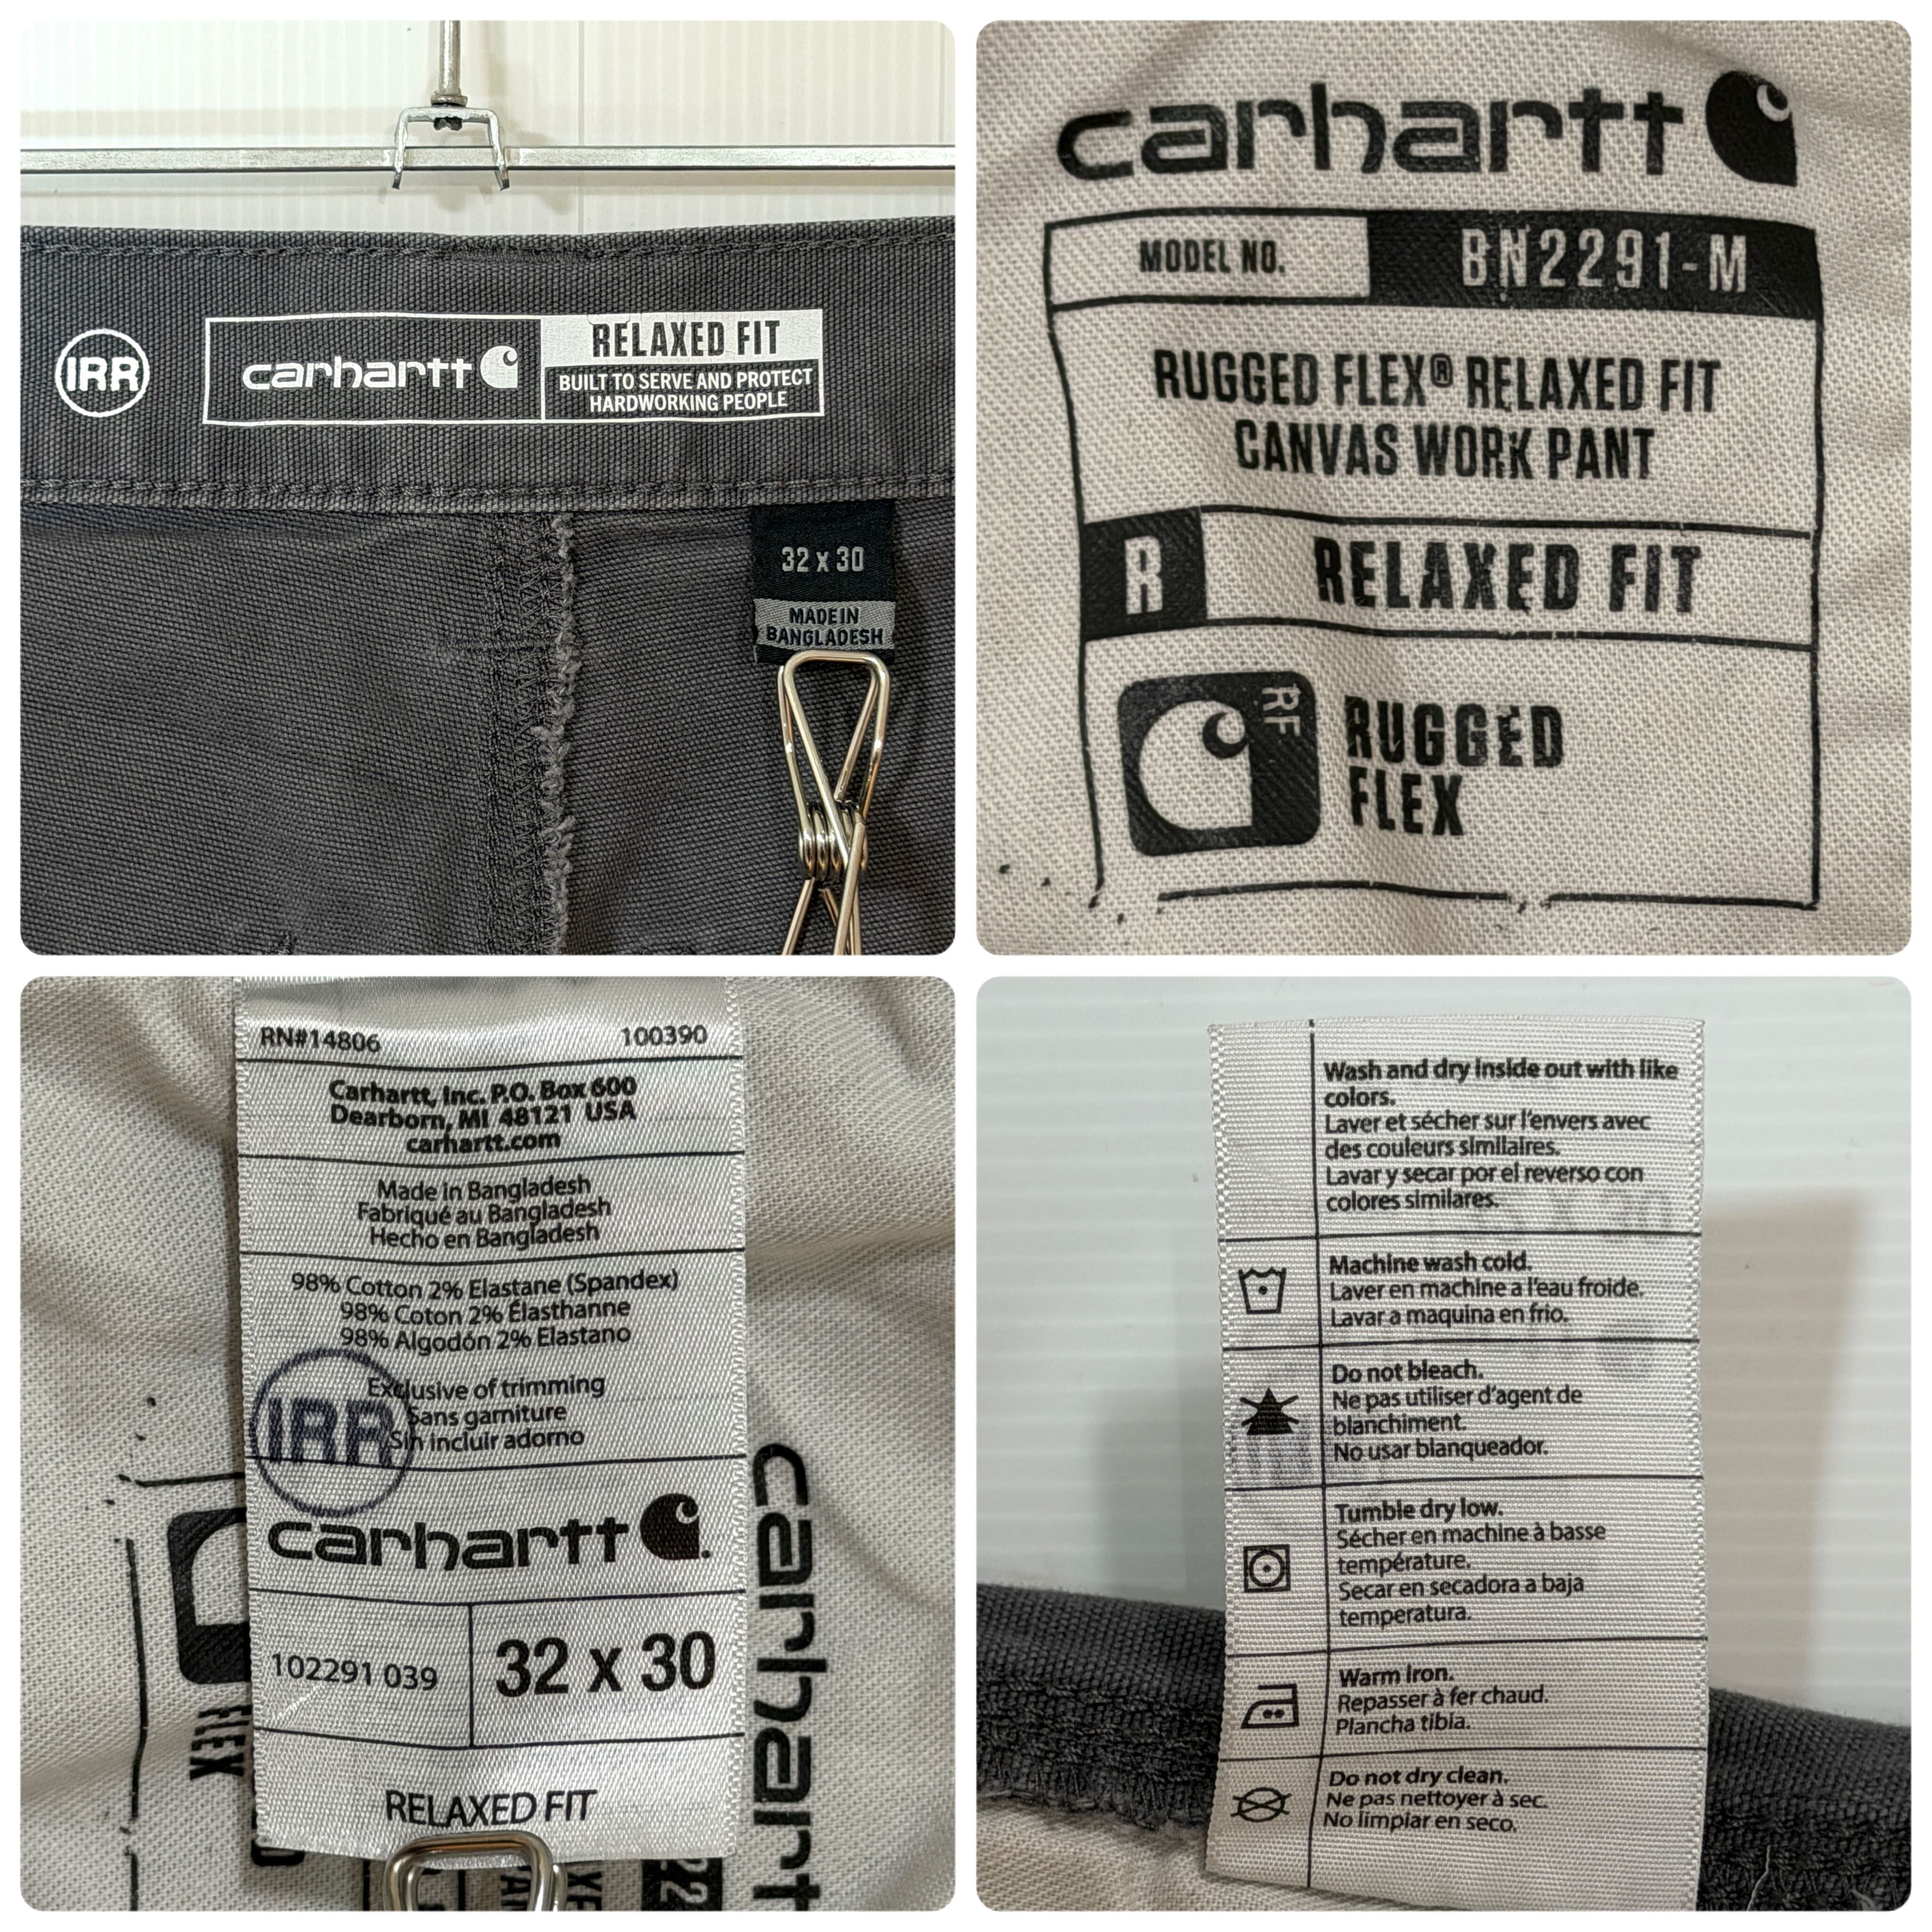 IRR
carhartt
RELAXED FIT
BUILT TO SERVE AND PROTECT
HARDWORKING PEOPLE
32 x 30
MADE IN
BANGLADESH
carhartt
MODEL NO.
BN2291-M
RUGGED FLEX® RELAXED FIT
CANVAS WORK PANT
R
RELAXED FIT
RF
RUGGED
FLEX
RN#14806
100390
Carhartt, Inc. P.O. Box 600
Dearborn, MI 48121 USA
carhartt.com
Made in Bangladesh
Fabriqué au Bangladesh
Hecho en Bangladesh
98% Cotton 2% Elastane (Spandex)
98% Coton 2% Élasthanne
98% Algodón 2% Elastano
Exclusive of trimming
Sans garniture
Sin incluir adorno
IRR
carhartt
102291 039
32 x 30
RELAXED FIT
carhartt
FLEX
Wash and dry inside out with like
colors.
Laver et sécher sur l'envers avec
des couleurs similaires.
Lavar y secar por el reverso con
colores similares.
Machine wash cold.
Laver en machine a l'eau froide.
Lavar a maquina en frio.
Do not bleach.
Ne pas utiliser d'agent de
blanchiment.
No usar blanqueador.
Tumble dry low.
Sécher en machine à basse
température.
Secar en secadora a baja
temperatura.
Warm iron.
Repasser à fer chaud.
Plancha tibia.
Do not dry clean.
Ne pas nettoyer à sec.
No limpiar en seco.